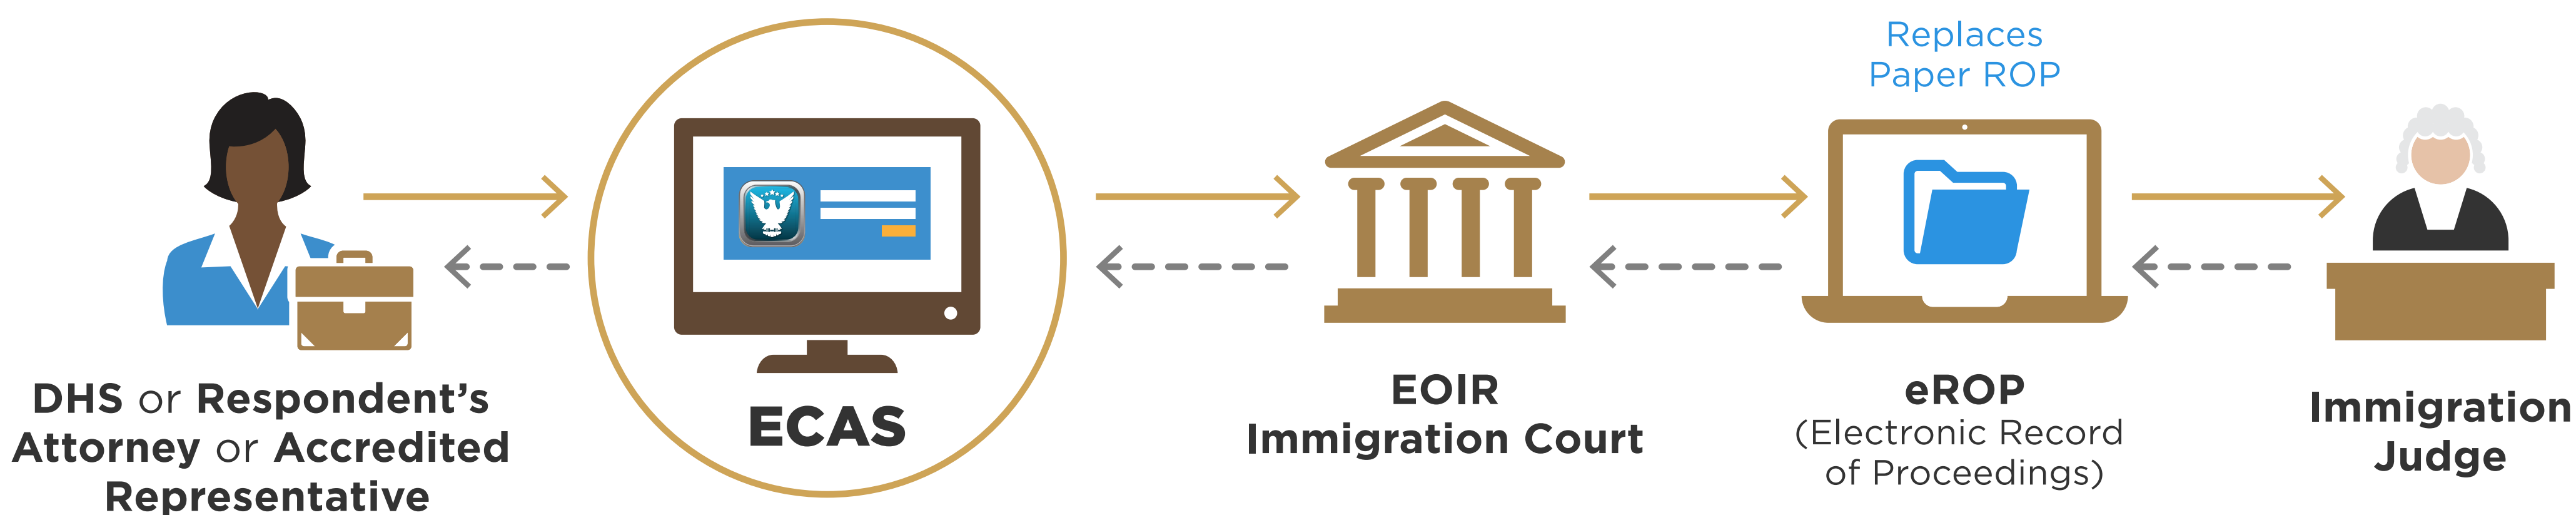 DHS or Respondent's
Attorney or Accredited
Representative
ECAS
EOIR
Immigration Court
Replaces
Paper ROP
eROP
(Electronic Record
of Proceedings)
Immigration
Judge